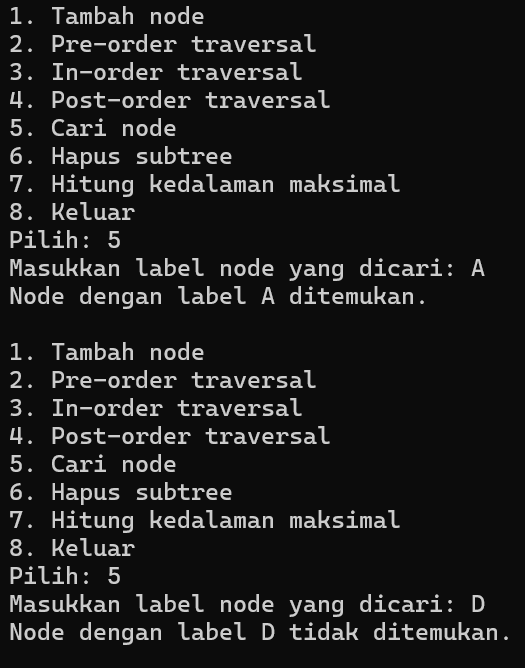 1. Tambah node
2. Pre-order traversal
3. In-order traversal
4. Post-order traversal
5. Cari node
6. Hapus subtree
7. Hitung kedalaman maksimal
8. Keluar
Pilih: 5
Masukkan label node yang dicari: A
Node dengan label A ditemukan.

1. Tambah node
2. Pre-order traversal
3. In-order traversal
4. Post-order traversal
5. Cari node
6. Hapus subtree
7. Hitung kedalaman maksimal
8. Keluar
Pilih: 5
Masukkan label node yang dicari: D
Node dengan label D tidak ditemukan.